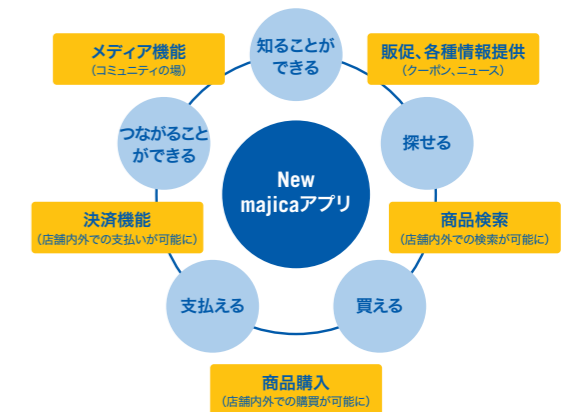 知ることが
できる
メディア機能
（コミュニティの場）
販促、各種情報提供
（クーポン、ニュース）
つながること
ができる
探せる
New
majicaアプリ
決済機能
（店舗内外での支払いが可能に）
商品検索
（店舗内外での検索が可能に）
支払える
買える
商品購入
（店舗内外での購買が可能に）